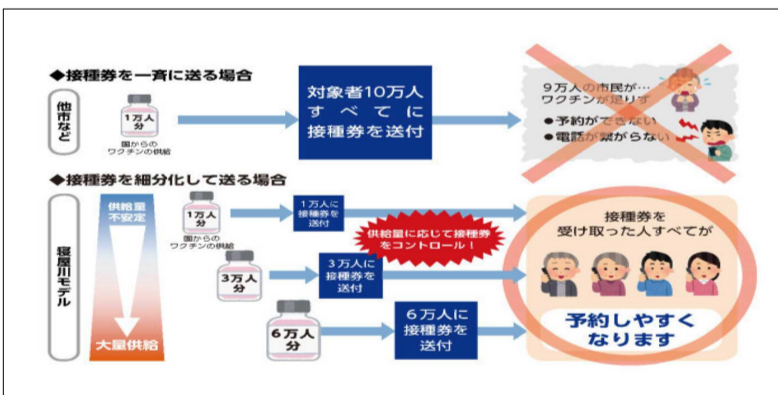 ◆接種券を一斉に送る場合
他市など
1万人
分
国からの
ワクチンの供給
対象者10万人
すべてに
接種券を送付
9万人の市民が…
ワクチンが足りず
●予約ができない
●電話が繋がらない
◆接種券を細分化して送る場合
寝屋川モデル
供給量
不安定
大量供給
1万人
分
国からの
ワクチンの供給
1万人に
接種券を
送付
供給量に応じて接種券
をコントロール！
3万人
分
3万人に
接種券を
送付
6万人
分
6万人に
接種券を
送付
接種券を
受け取った人すべてが
予約しやすく
なります